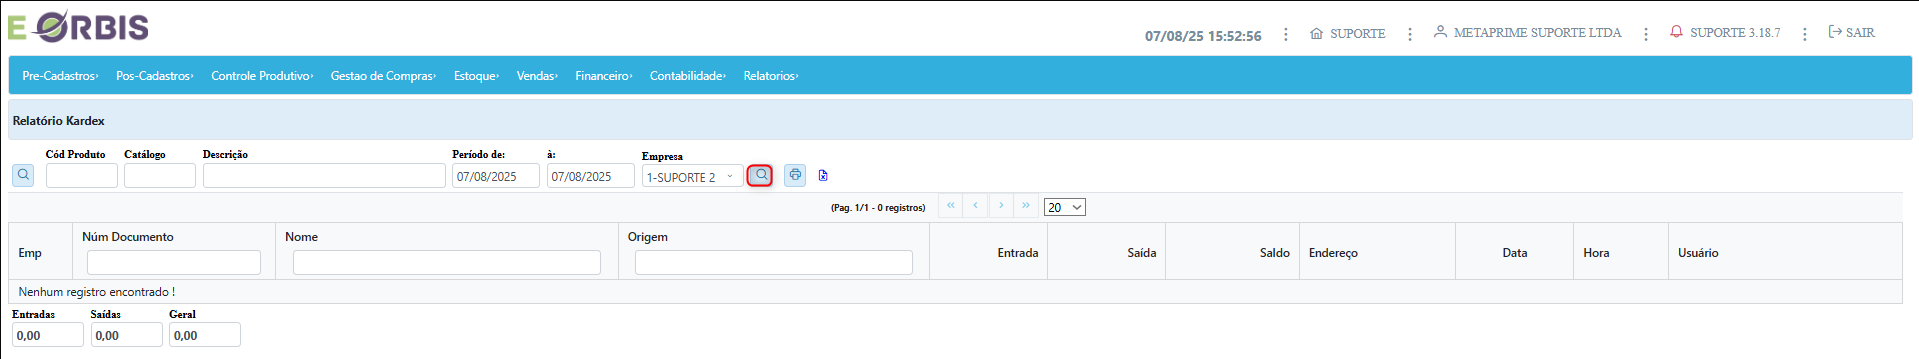 E ORBIS
07/08/25 15:52:56 SUPORTE METAPRIME SUPORTE LTDA SUPORTE 3.18.7 SAIR
Pre-Cadastros Pos-Cadastros Controle Produtivo Gestao de Compras Estoque Vendas Financeiro Contabilidade Relatorios
Relatório Kardex
Cód Produto Catálogo Descrição Período de: à: Empresa
07/08/2025 07/08/2025 1-SUPORTE 2
(Pag. 1/1 - 0 registros) 20
Emp Núm Documento Nome Origem Entrada Saída Saldo Endereço Data Hora Usuário
Nenhum registro encontrado !
Entradas Saídas Geral
0,00 0,00 0,00